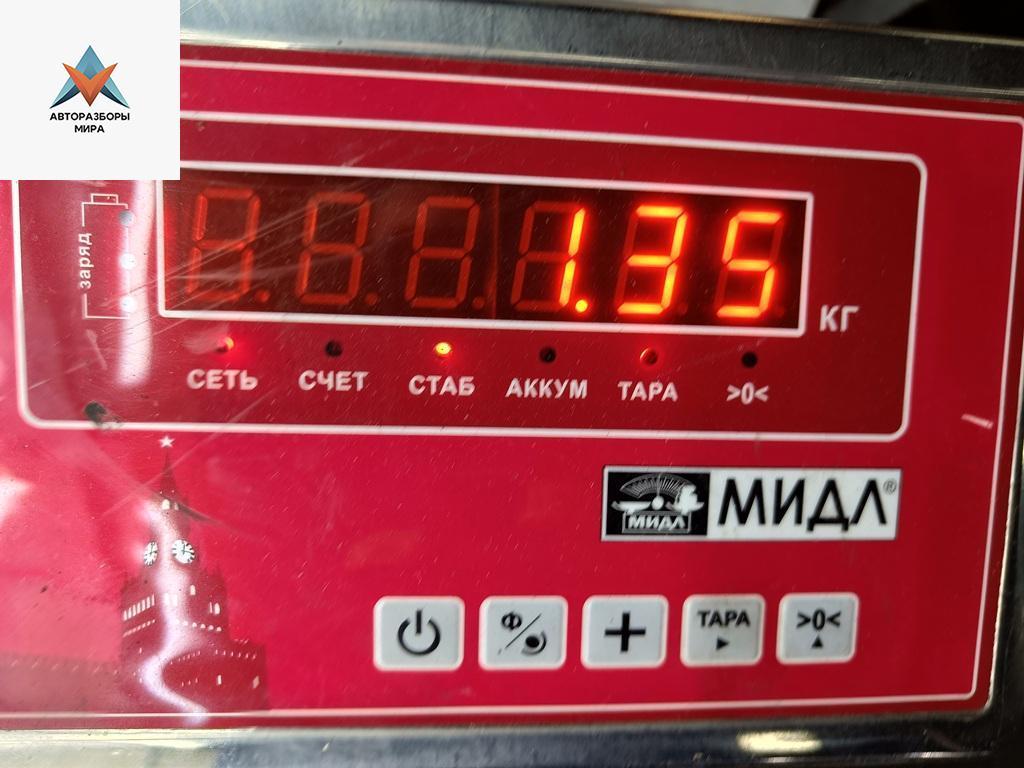 АВТОРАЗБОРЫ
МИРА
заряд
1.35
КГ
СЕТЬ СЧЕТ СТАБ АККУМ ТАРА >0<
МИДЛ МИДЛ®
Ф/ + ТАРА >0<